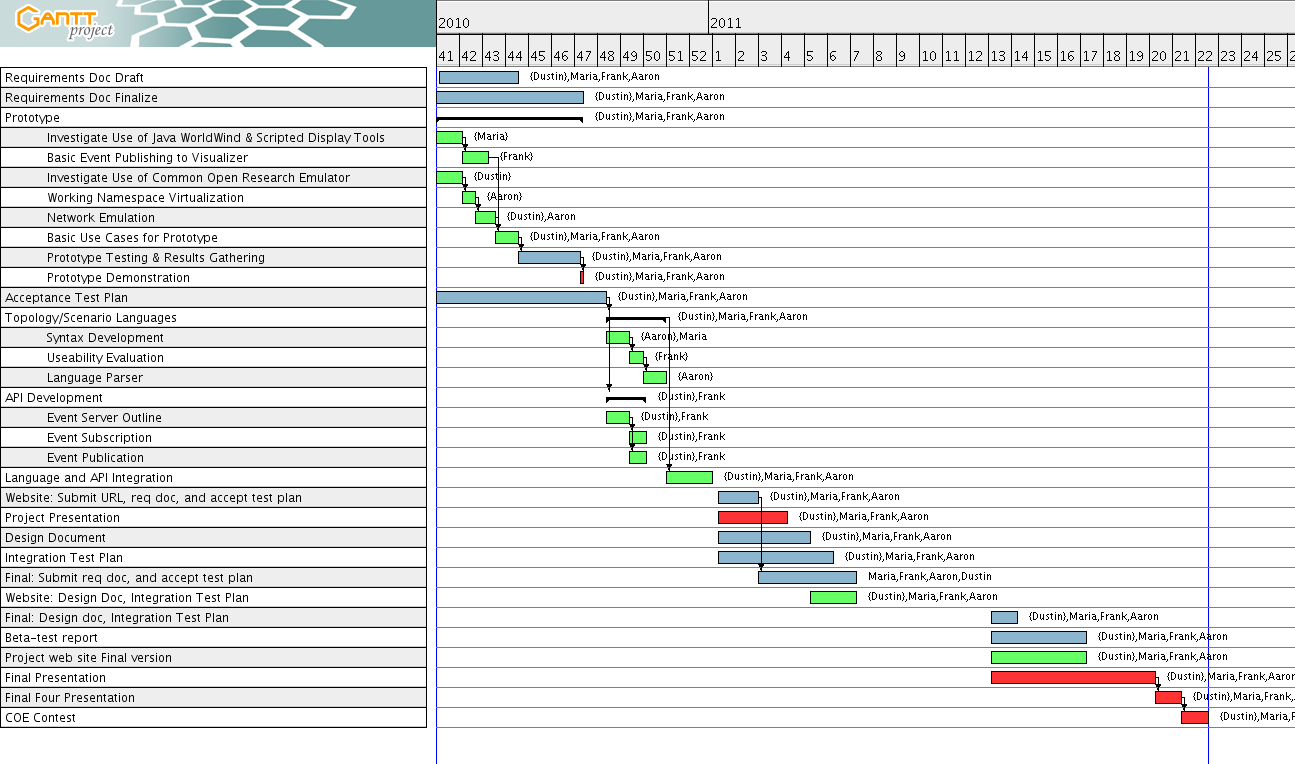 GANTT
project
2010 2011
41 42 43 44 45 46 47 48 49 50 51 52 1 2 3 4 5 6 7 8 9 10 11 12 13 14 15 16 17 18 19 20 21 22 23 24 25 2
Requirements Doc Draft {Dustin},Maria,Frank,Aaron
Requirements Doc Finalize {Dustin},Maria,Frank,Aaron
Prototype {Dustin},Maria,Frank,Aaron
Investigate Use of Java WorldWind & Scripted Display Tools {Maria}
Basic Event Publishing to Visualizer {Frank}
Investigate Use of Common Open Research Emulator {Dustin}
Working Namespace Virtualization {Aaron}
Network Emulation {Dustin},Aaron
Basic Use Cases for Prototype {Dustin},Maria,Frank,Aaron
Prototype Testing & Results Gathering {Dustin},Maria,Frank,Aaron
Prototype Demonstration {Dustin},Maria,Frank,Aaron
Acceptance Test Plan {Dustin},Maria,Frank,Aaron
Topology/Scenario Languages {Dustin},Maria,Frank,Aaron
Syntax Development {Aaron},Maria
Useability Evaluation {Frank}
Language Parser {Aaron}
API Development {Dustin},Frank
Event Server Outline {Dustin},Frank
Event Subscription {Dustin},Frank
Event Publication {Dustin},Frank
Language and API Integration {Dustin},Maria,Frank,Aaron
Website: Submit URL, req doc, and accept test plan {Dustin},Maria,Frank,Aaron
Project Presentation {Dustin},Maria,Frank,Aaron
Design Document {Dustin},Maria,Frank,Aaron
Integration Test Plan {Dustin},Maria,Frank,Aaron
Final: Submit req doc, and accept test plan Maria,Frank,Aaron,Dustin
Website: Design Doc, Integration Test Plan {Dustin},Maria,Frank,Aaron
Final: Design doc, Integration Test Plan {Dustin},Maria,Frank,Aaron
Beta-test report {Dustin},Maria,Frank,Aaron
Project web site Final version {Dustin},Maria,Frank,Aaron
Final Presentation {Dustin},Maria,Frank,Aaron
Final Four Presentation {Dustin},Maria,Frank,
COE Contest {Dustin},Maria,F